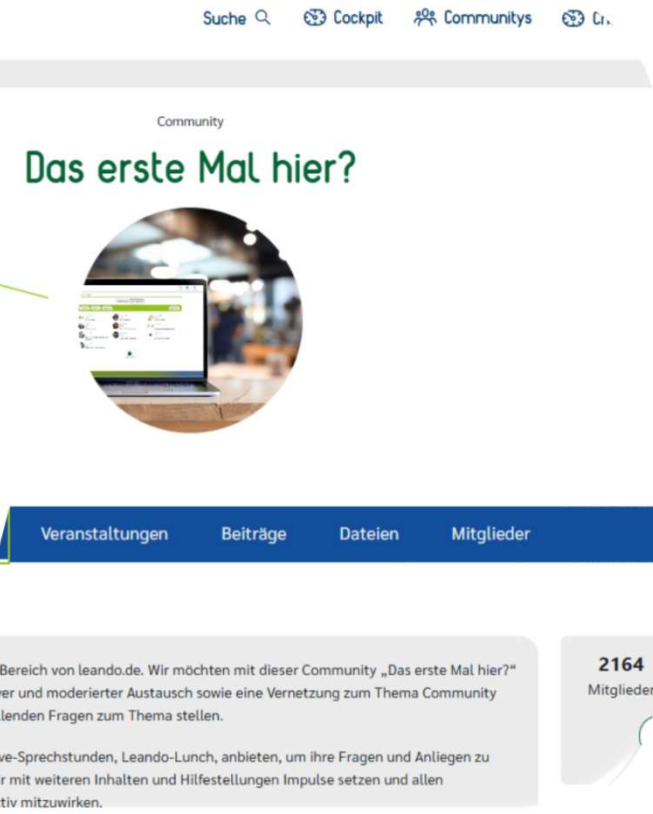 Suche
Cockpit
Communitys
Community
Das erste Mal hier?
Veranstaltungen
Beiträge
Dateien
Mitglieder
Bereich von leando.de. Wir möchten mit dieser Community „Das erste Mal hier?“
und moderierter Austausch sowie eine Vernetzung zum Thema Community
Fragen zum Thema stellen.
Leando-Lunch, anbieten, um ihre Fragen und Anliegen zu
mit weiteren Inhalten und Hilfestellungen Impulse setzen und allen
mitzuwirken.
2164
Mitglieder